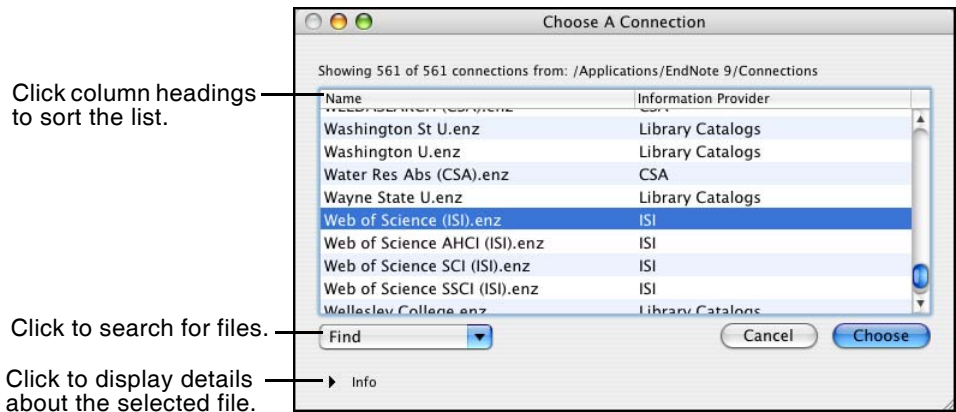 Choose A Connection
Showing 561 of 561 connections from: /Applications/EndNote 9/Connections
Click column headings
to sort the list.
Name Information Provider
WEEDASEARCH (CSA).enz CSA
Washington St U.enz Library Catalogs
Washington U.enz Library Catalogs
Water Res Abs (CSA).enz CSA
Wayne State U.enz Library Catalogs
Web of Science (ISI).enz ISI
Web of Science AHCI (ISI).enz ISI
Web of Science SCI (ISI).enz ISI
Web of Science SSCI (ISI).enz ISI
Wellesley College.enz Library Catalogs
Click to search for files.
Find Cancel Choose
Click to display details
about the selected file.
Info